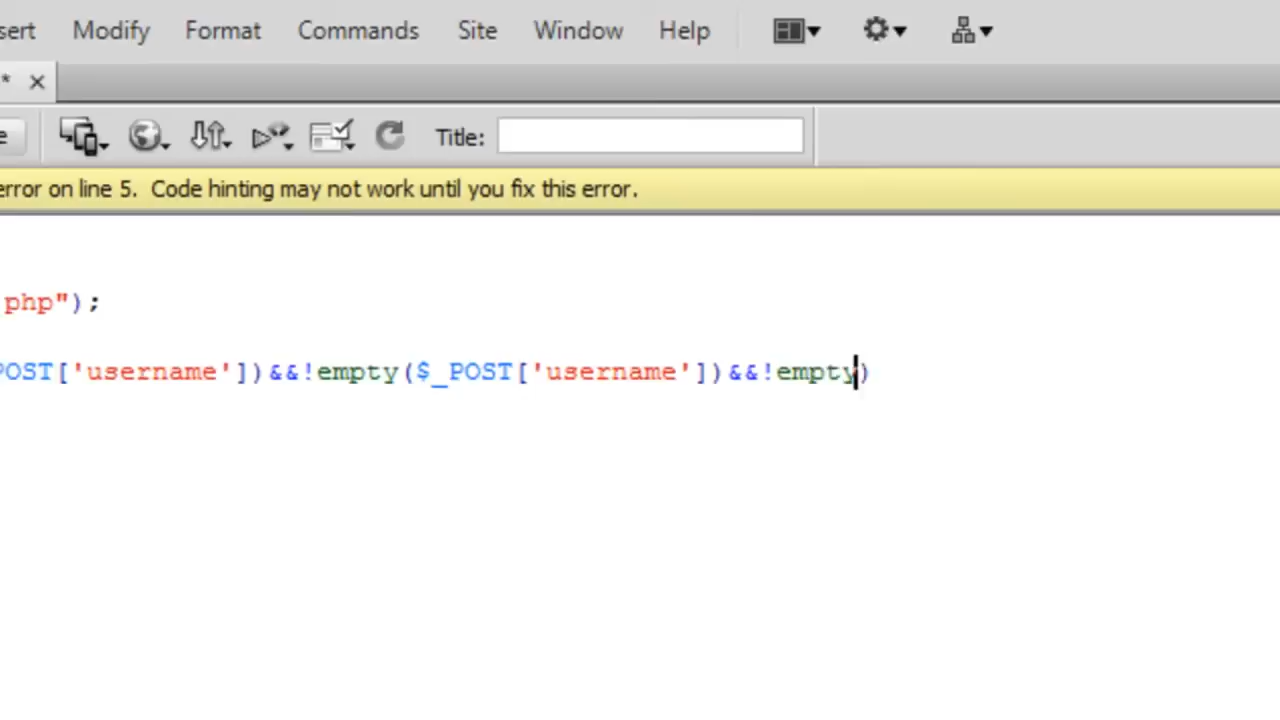 sert Modify Format Commands Site Window Help
*
e Title:
error on line 5. Code hinting may not work until you fix this error.
php");
POST['username'])&&!empty($_POST['username'])&&!empty)